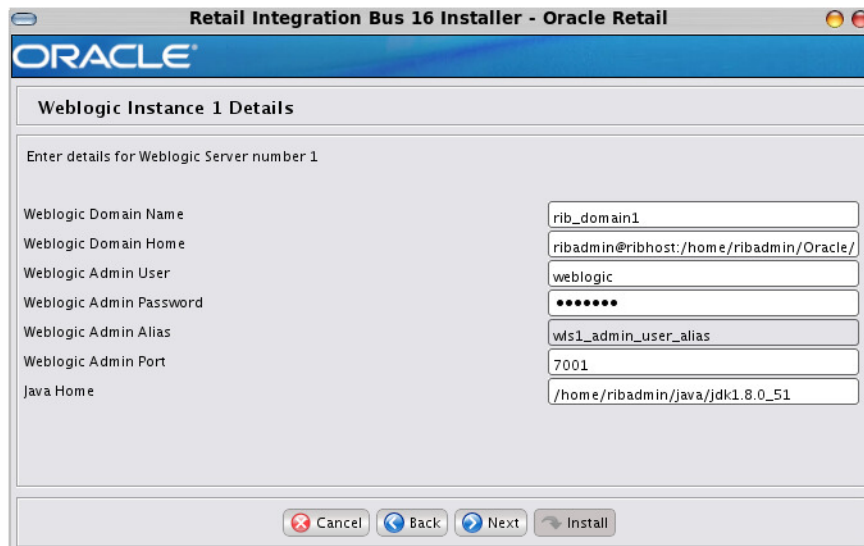 Retail Integration Bus 16 Installer - Oracle Retail
ORACLE®
Weblogic Instance 1 Details
Enter details for Weblogic Server number 1
Weblogic Domain Name rib_domain1
Weblogic Domain Home ribadmin@ribhost:/home/ribadmin/Oracle/
Weblogic Admin User weblogic
Weblogic Admin Password •••••••
Weblogic Admin Alias wls1_admin_user_alias
Weblogic Admin Port 7001
Java Home /home/ribadmin/java/jdk1.8.0_51
Cancel Back Next Install